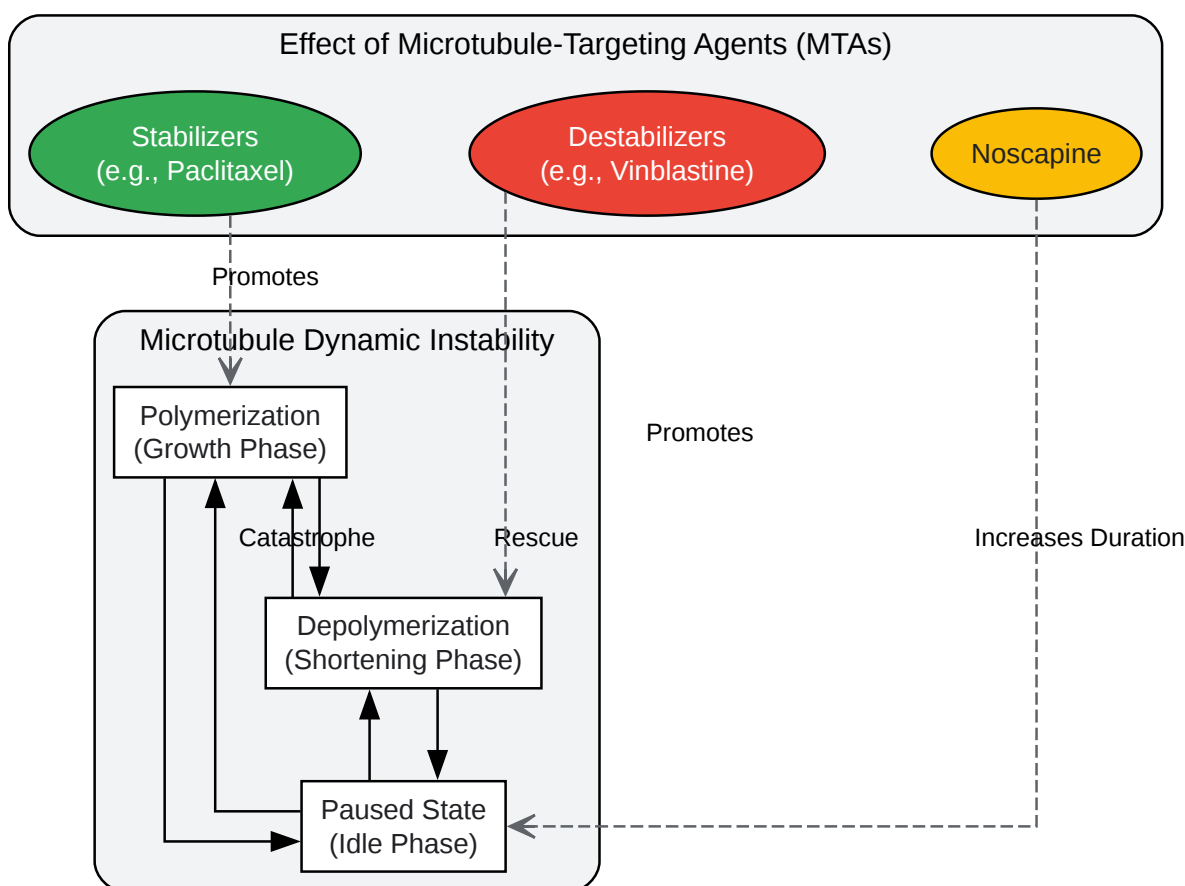 Effect of Microtubule-Targeting Agents (MTAs)
Stabilizers
(e.g., Paclitaxel)
Destabilizers
(e.g., Vinblastine)
Noscapine
Promotes
Microtubule Dynamic Instability
Polymerization
(Growth Phase)
Promotes
Catastrophe
Rescue
Increases Duration
Depolymerization
(Shortening Phase)
Paused State
(Idle Phase)